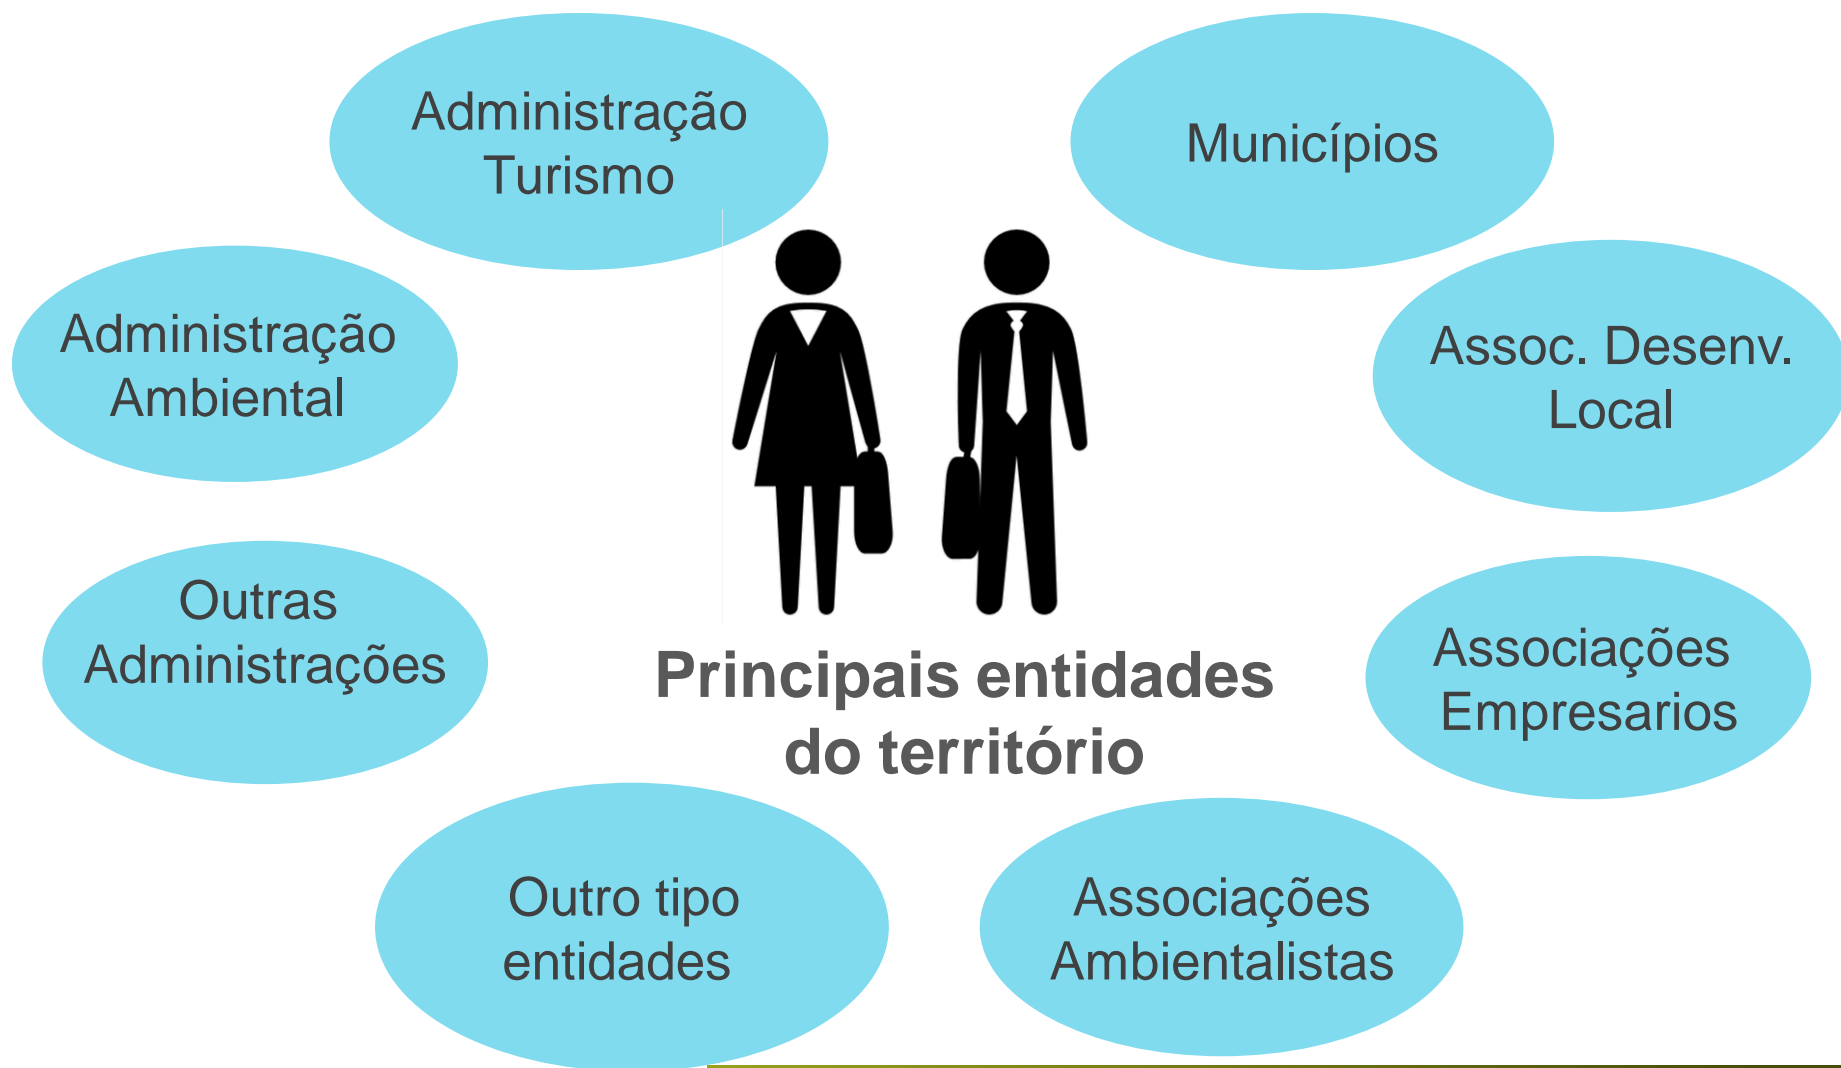 Administração
Turismo
Municípios
Administração
Ambiental
Assoc. Desenv.
Local
Outras
Administrações
Associações
Empresarios
Principais entidades
do território
Outro tipo
entidades
Associações
Ambientalistas